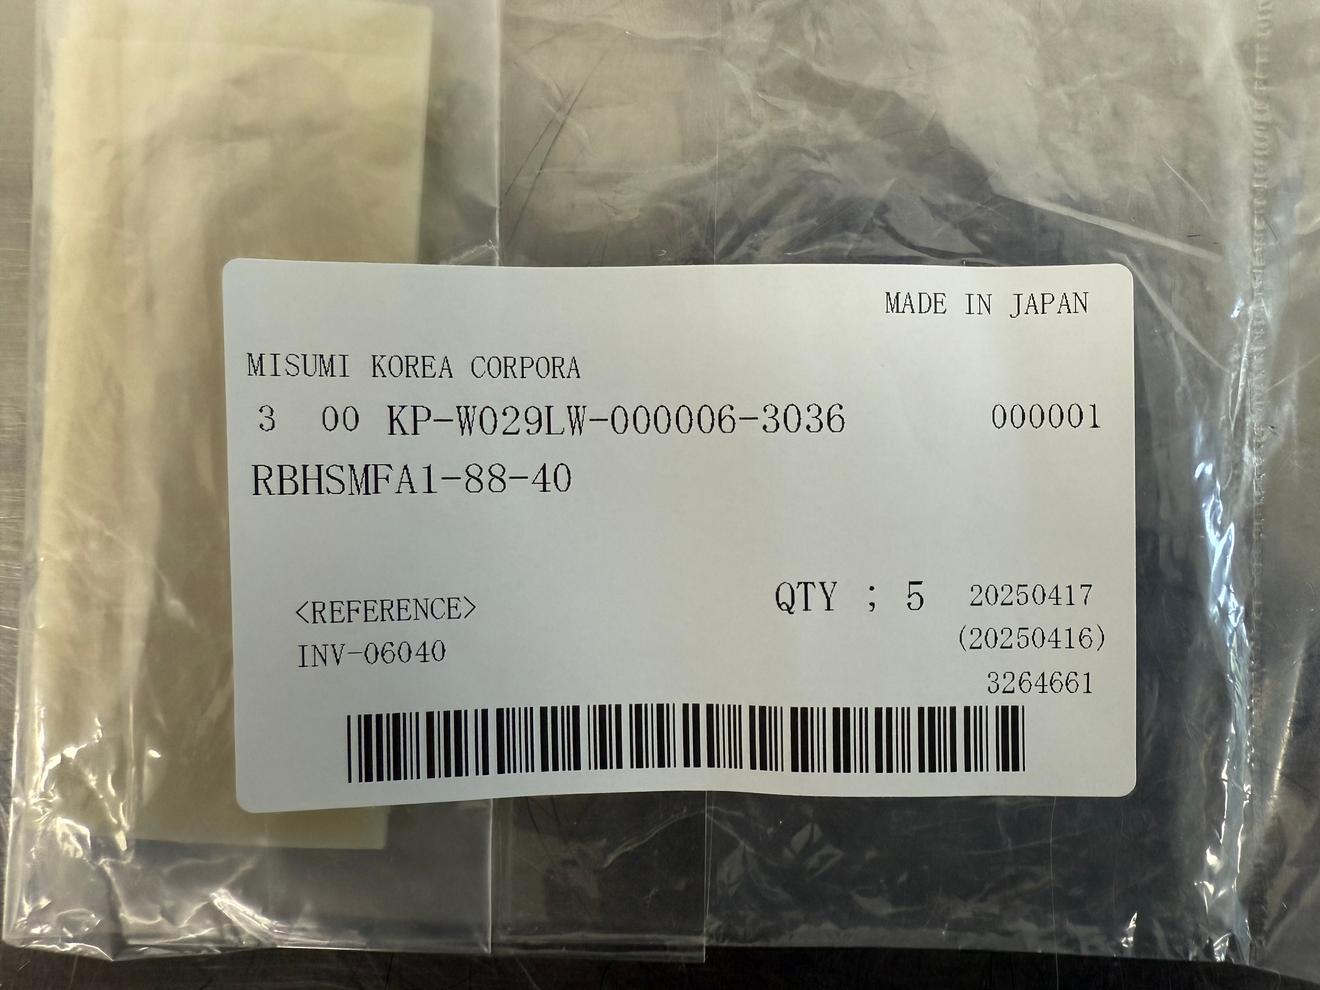 MADE IN JAPAN
MISUMI KOREA CORPORA
3 00 KP-W029LW-000006-3036 000001
RBHSMFA1-88-40
QTY ; 5 20250417
<REFERENCE>
(20250416)
INV-06040
3264661